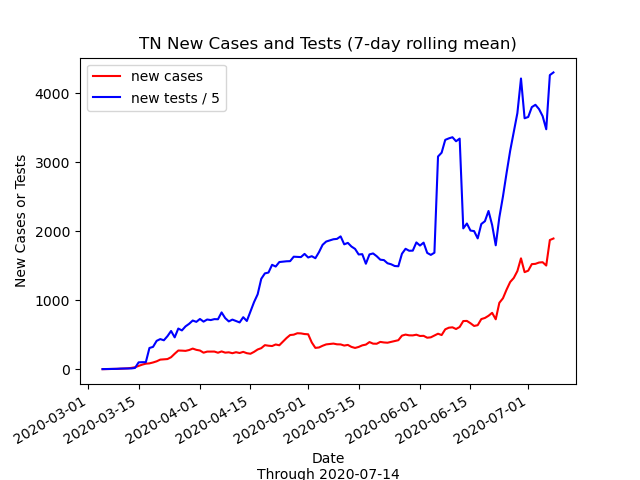 TN New Cases and Tests (7-day rolling mean)
new cases
new tests / 5
New Cases or Tests
4000
3000
2000
1000
0
2020-03-01
2020-03-15
2020-04-01
2020-04-15
2020-05-01
2020-05-15
2020-06-01
2020-06-15
2020-07-01
Date
Through 2020-07-14